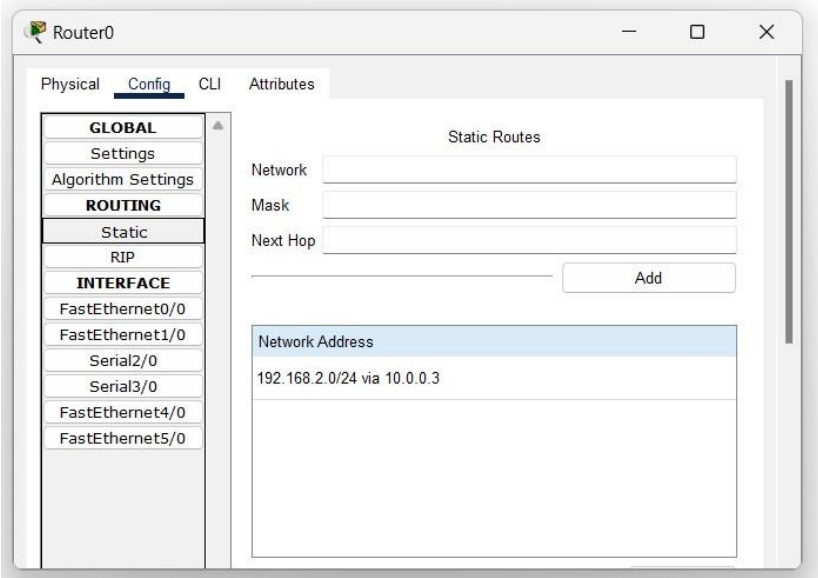 Router0
Physical Config CLI Attributes
GLOBAL
Settings
Algorithm Settings
ROUTING
Static
RIP
INTERFACE
FastEthernet0/0
FastEthernet1/0
Serial2/0
Serial3/0
FastEthernet4/0
FastEthernet5/0
Static Routes
Network
Mask
Next Hop
Add
Network Address
192.168.2.0/24 via 10.0.0.3